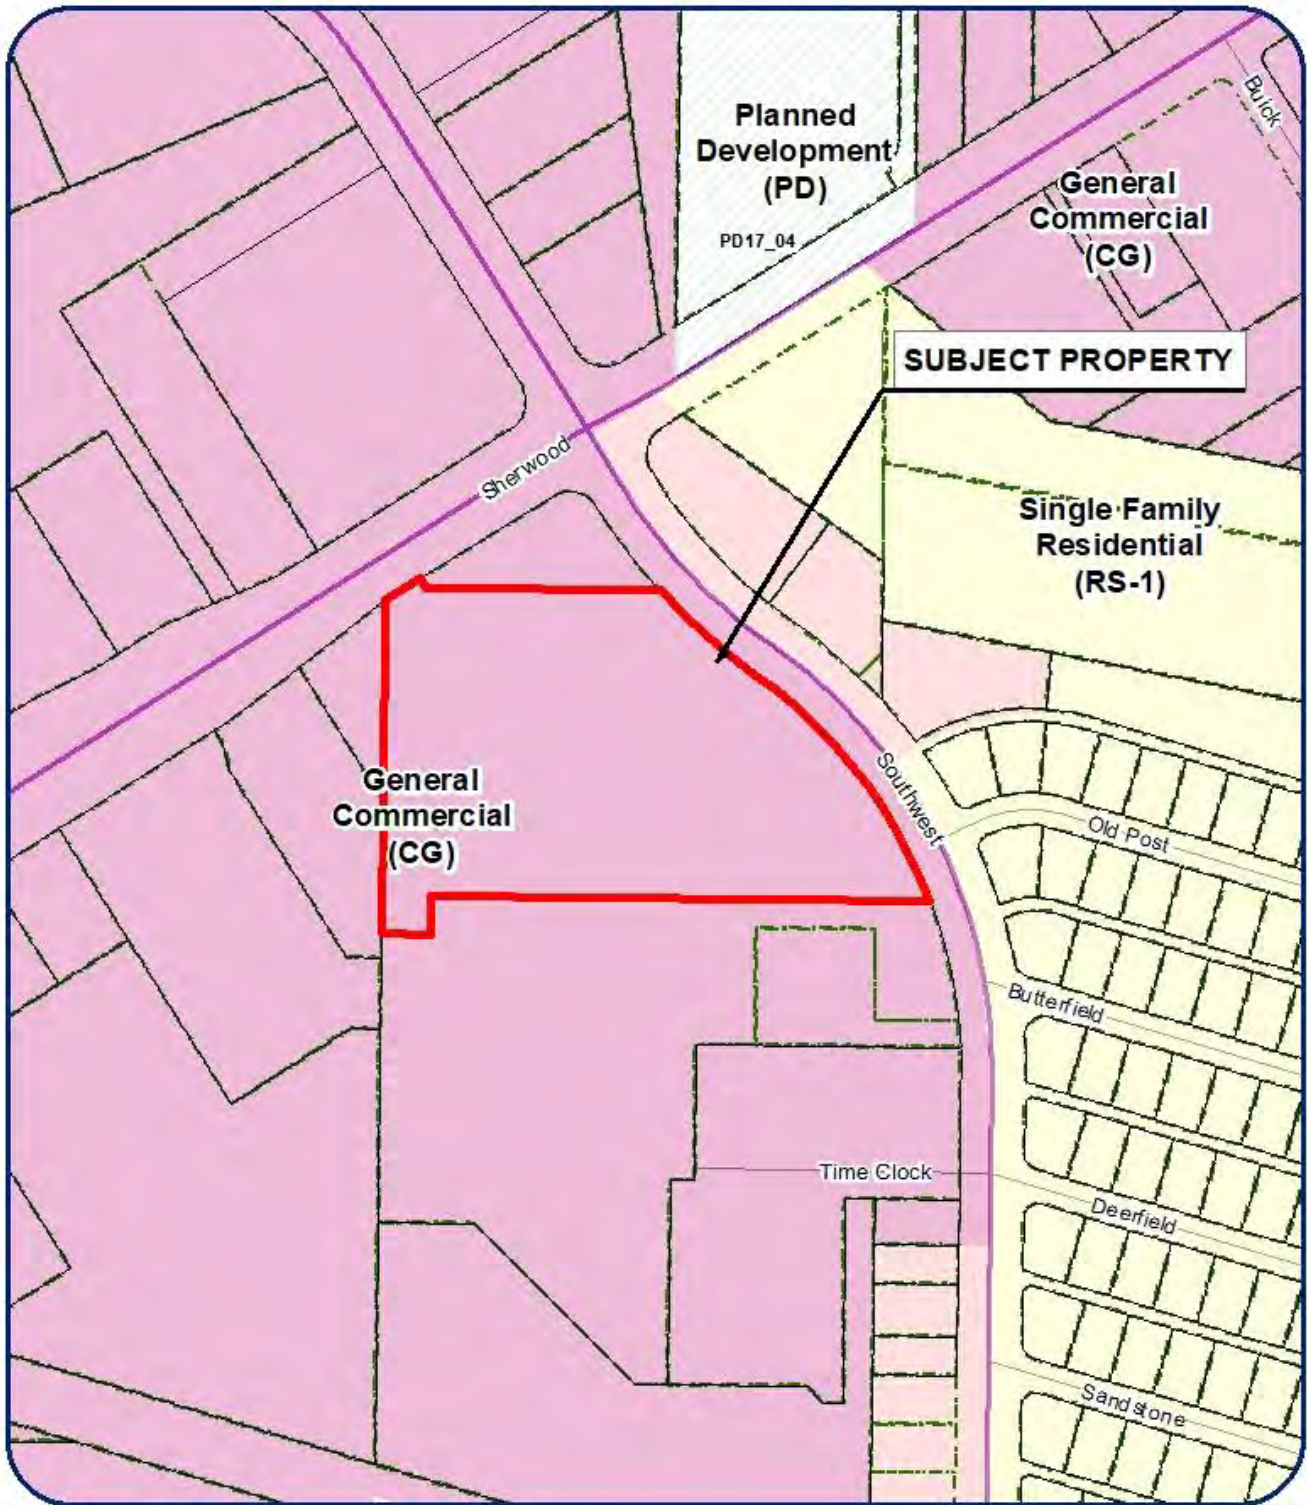 Planned
Development
(PD)
PD17_04
Buick
General
Commercial
(CG)
SUBJECT PROPERTY
Sherwood
Single Family
Residential
(RS-1)
General
Commercial
(CG)
Southwest
Old Post
Butterfield
Time Clock
Deerfield
Sandstone